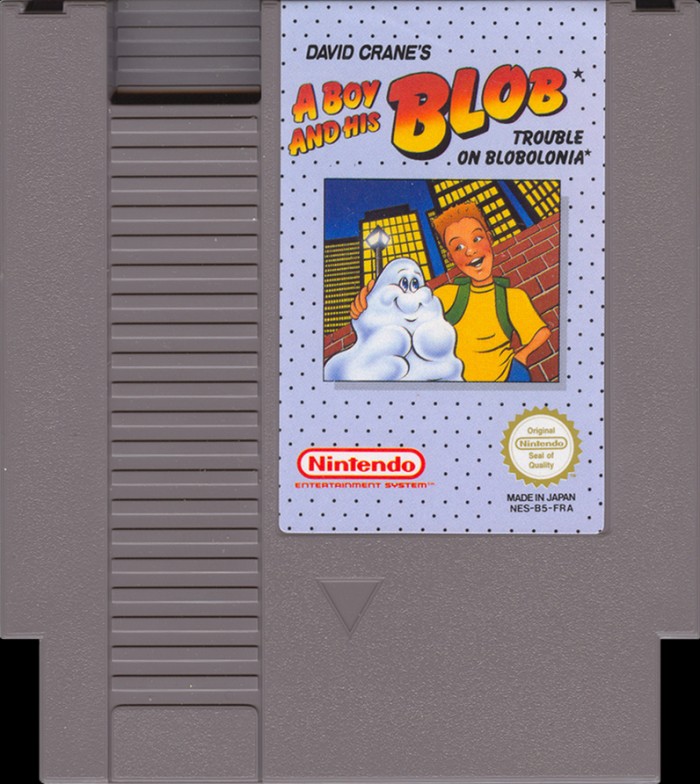 DAVID CRANE'S
A BOY
AND HIS
BLOB*
TROUBLE
ON BLOBOLONIA*
Nintendo
ENTERTAINMENT SYSTEM™
Original
Nintendo
Seal of
Quality
MADE IN JAPAN
NES-B5-FRA